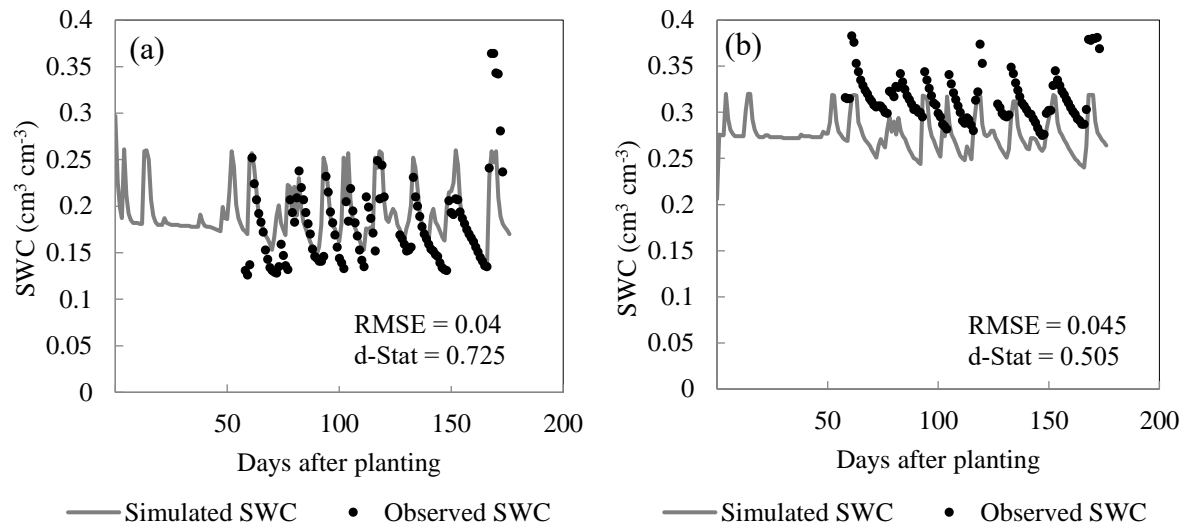 (a)
SWC (cm³ cm⁻³)
0.4
0.35
0.3
0.25
0.2
0.15
0.1
0.05
0
RMSE = 0.04
d-Stat = 0.725
50
100
150
200
Days after planting
Simulated SWC
Observed SWC
(b)
SWC (cm³ cm⁻³)
0.4
0.35
0.3
0.25
0.2
0.15
0.1
0.05
0
RMSE = 0.045
d-Stat = 0.505
50
100
150
200
Days after planting
Simulated SWC
Observed SWC